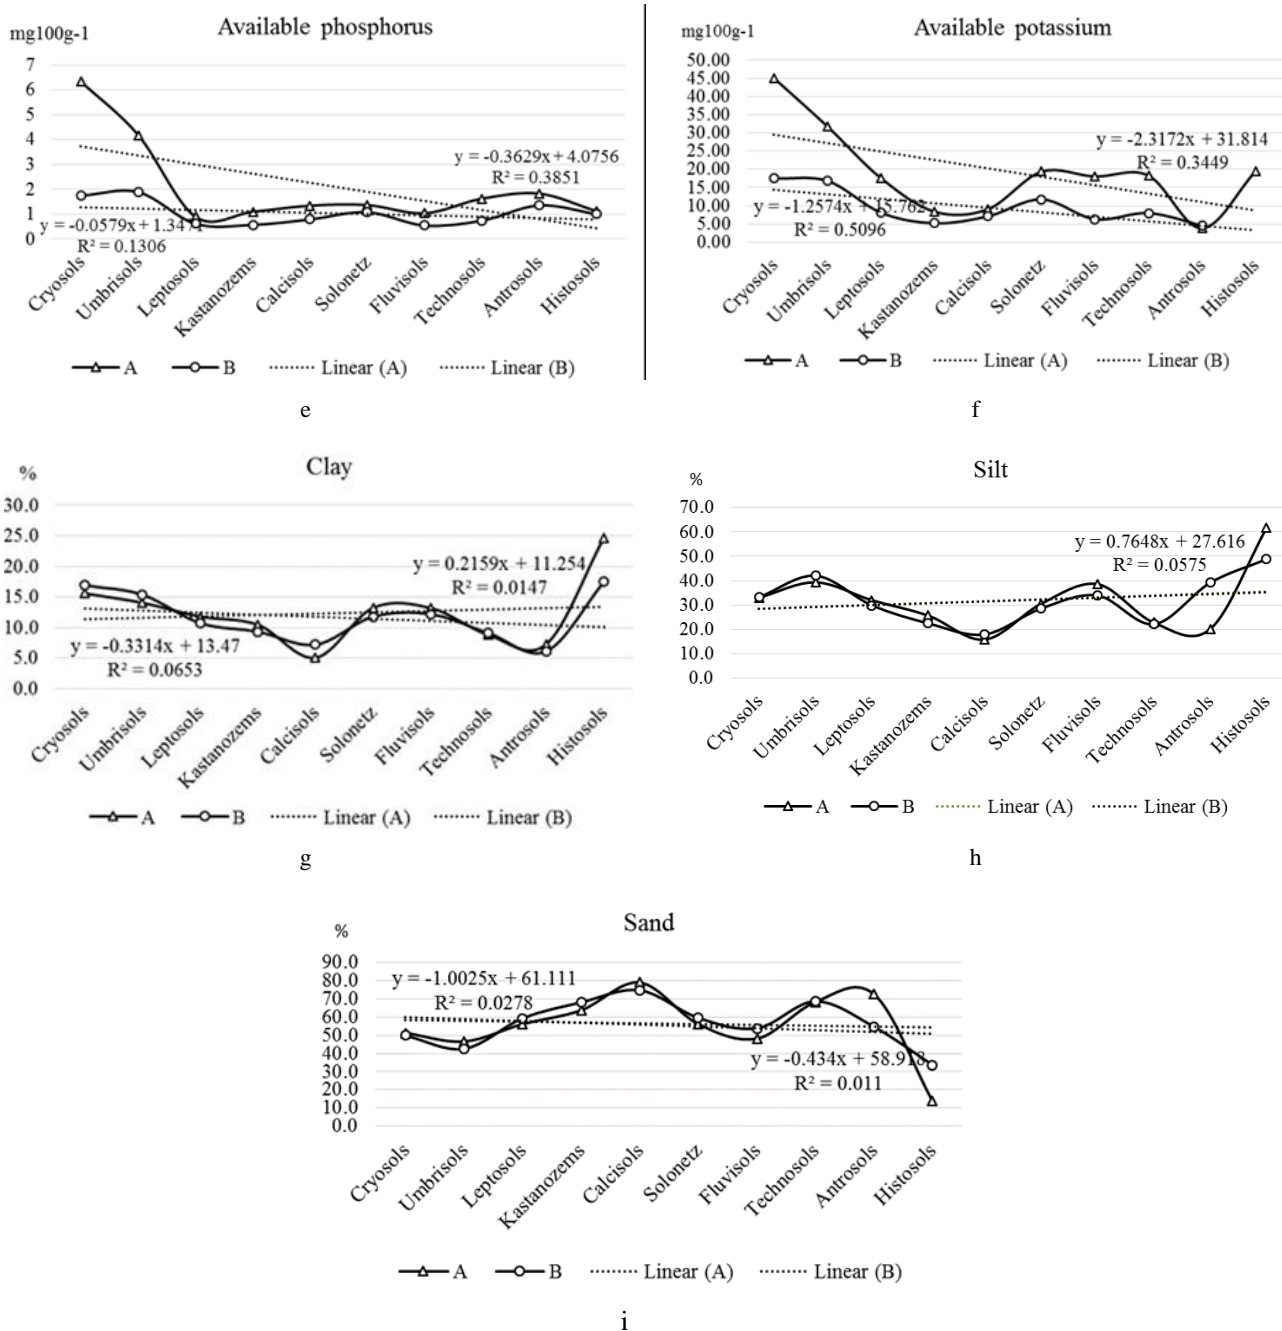 Available phosphorus
mg100g-1
7
6
5
4
3
2
1
0
y = -0.3629x + 4.0756
R² = 0.3851
y = -0.0579x + 1.3471
R² = 0.1306
Cryosols
Umbrisols
Leptosols
Kastanozems
Calcisols
Solonetz
Fluvisols
Technosols
Antrosols
Histosols
A B Linear (A) Linear (B)
e
Available potassium
mg100g-1
50.00
45.00
40.00
35.00
30.00
25.00
20.00
15.00
10.00
5.00
0.00
y = -2.3172x + 31.814
R² = 0.3449
y = -1.2574x + 15.762
R² = 0.5096
Cryosols
Umbrisols
Leptosols
Kastanozems
Calcisols
Solonetz
Fluvisols
Technosols
Antrosols
Histosols
A B Linear (A) Linear (B)
f
Clay
%
30.0
25.0
20.0
15.0
10.0
5.0
0.0
y = 0.2159x + 11.254
R² = 0.0147
y = -0.3314x + 13.47
R² = 0.0653
Cryosols
Umbrisols
Leptosols
Kastanozems
Calcisols
Solonetz
Fluvisols
Technosols
Antrosols
Histosols
A B Linear (A) Linear (B)
g
Silt
%
70.0
60.0
50.0
40.0
30.0
20.0
10.0
0.0
y = 0.7648x + 27.616
R² = 0.0575
Cryosols
Umbrisols
Leptosols
Kastanozems
Calcisols
Solonetz
Fluvisols
Technosols
Antrosols
Histosols
A B Linear (A) Linear (B)
h
Sand
%
90.0
80.0
70.0
60.0
50.0
40.0
30.0
20.0
10.0
0.0
y = -1.0025x + 61.111
R² = 0.0278
y = -0.434x + 58.918
R² = 0.011
Cryosols
Umbrisols
Leptosols
Kastanozems
Calcisols
Solonetz
Fluvisols
Technosols
Antrosols
Histosols
A B Linear (A) Linear (B)
i